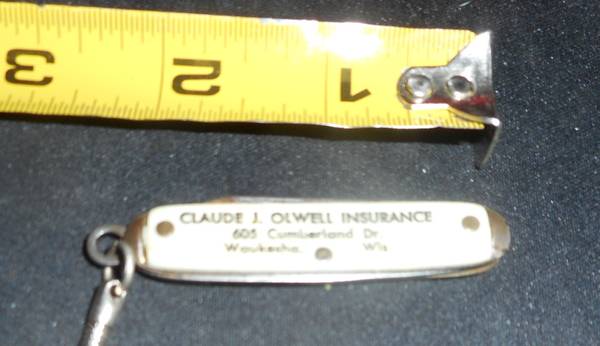 3 2 1
CLAUDE J. OLWELL INSURANCE
605 Cumberland Dr.
Waukesha, Wis